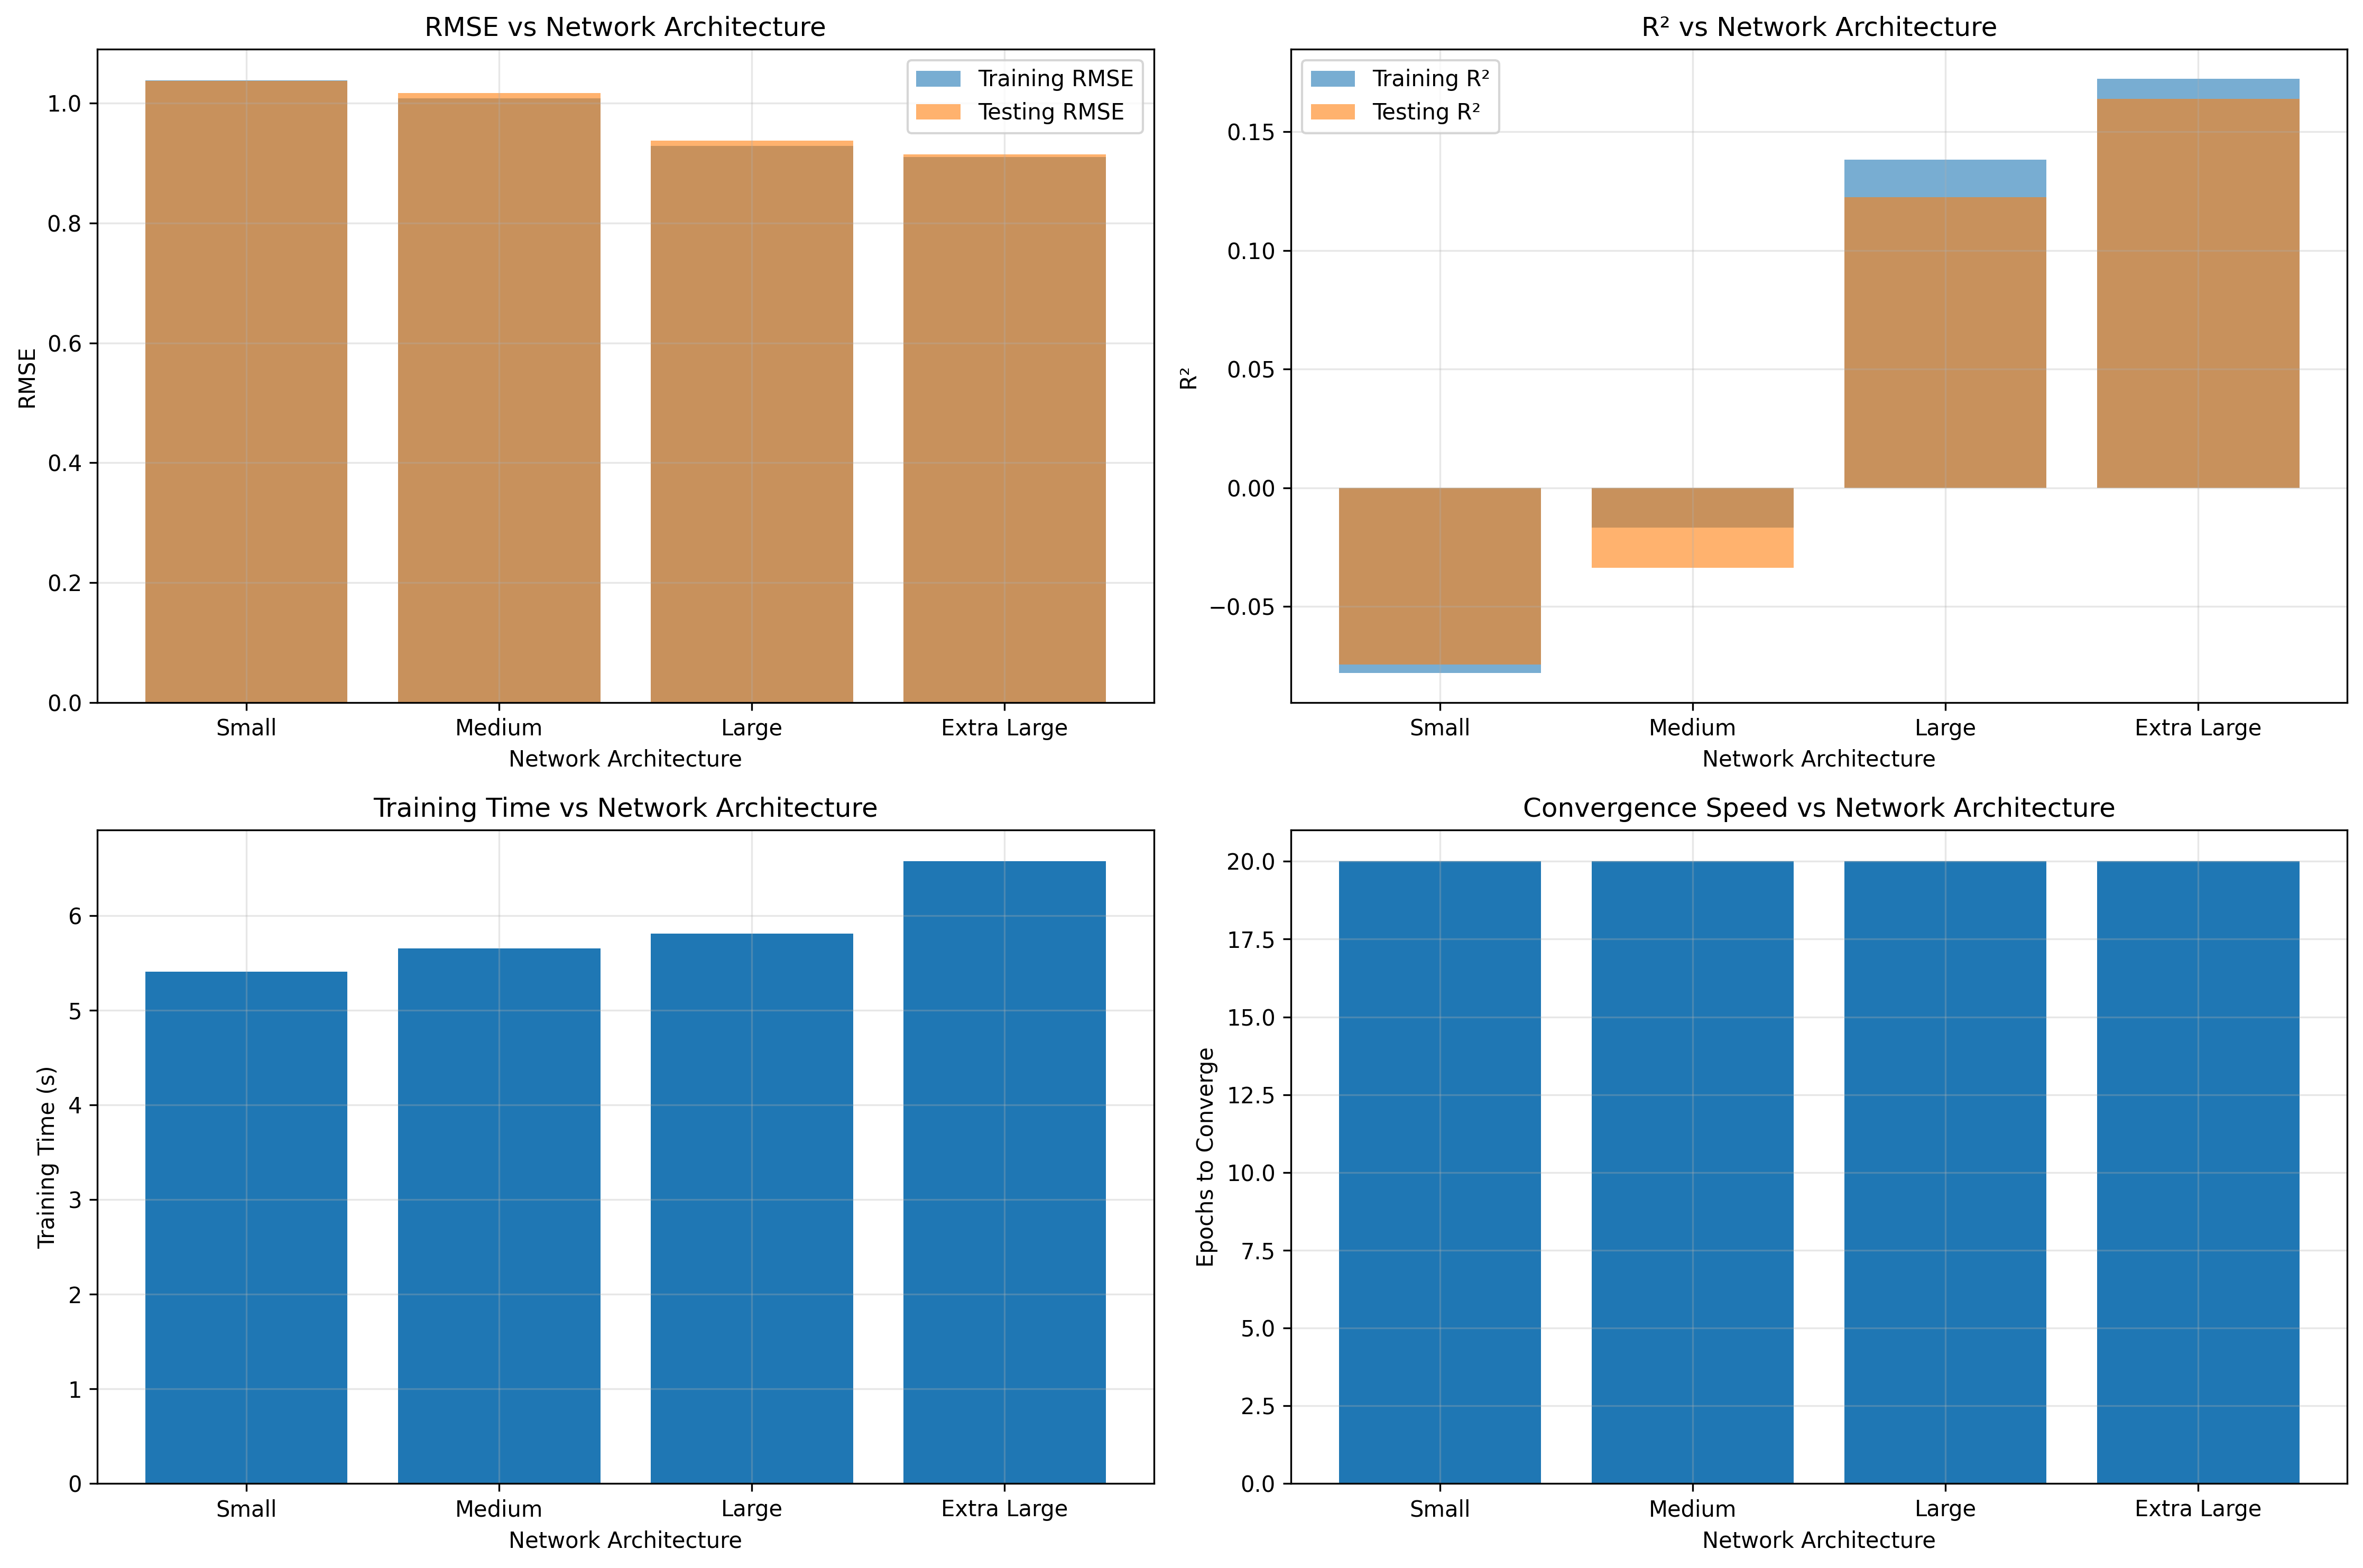 RMSE vs Network Architecture
Training RMSE
Testing RMSE
RMSE
1.0
0.8
0.6
0.4
0.2
0.0
Small Medium Large Extra Large
Network Architecture
R² vs Network Architecture
Training R²
Testing R²
R²
0.15
0.10
0.05
0.00
−0.05
Small Medium Large Extra Large
Network Architecture
Training Time vs Network Architecture
Training Time (s)
6
5
4
3
2
1
0
Small Medium Large Extra Large
Network Architecture
Convergence Speed vs Network Architecture
Epochs to Converge
20.0
17.5
15.0
12.5
10.0
7.5
5.0
2.5
0.0
Small Medium Large Extra Large
Network Architecture